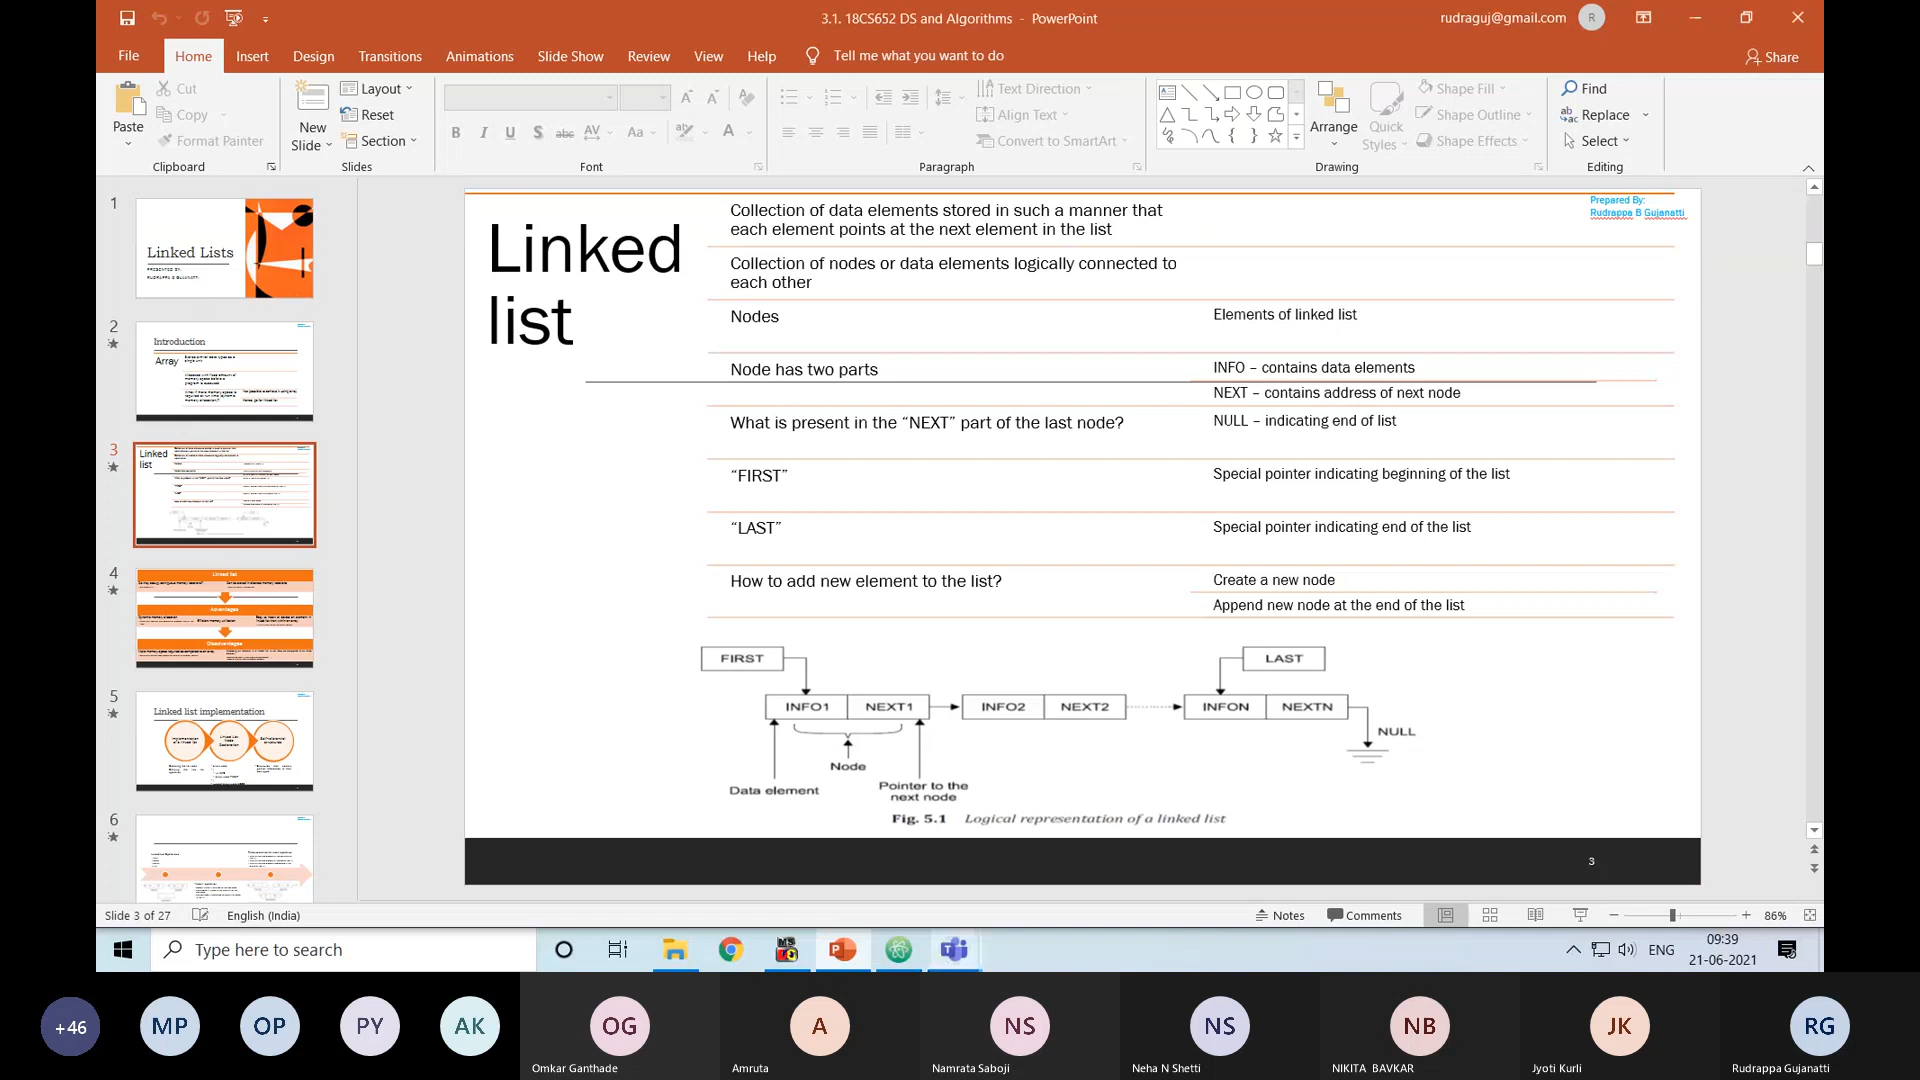 3.1. 18CS652 DS and Algorithms - PowerPoint
rudraguj@gmail.com
R
File
Home
Insert
Design
Transitions
Animations
Slide Show
Review
View
Help
Tell me what you want to do
Share
Paste
Cut
Copy
Format Painter
Clipboard
New
Slide
Layout
Reset
Section
Slides
Font
Text Direction
Align Text
Convert to SmartArt
Paragraph
Arrange
Quick
Styles
Shape Fill
Shape Outline
Shape Effects
Drawing
Find
Replace
Select
Editing
1
Linked Lists
2
Introduction
Array
3
Linked
list
4
Linked list
Advantages
Disadvantages
5
Linked list implementation
6
Prepared By:
Rudrappa B Gujanatti
Linked
list
Collection of data elements stored in such a manner that
each element points at the next element in the list
Collection of nodes or data elements logically connected to
each other
Nodes
Elements of linked list
Node has two parts
INFO – contains data elements
NEXT – contains address of next node
What is present in the “NEXT” part of the last node?
NULL – indicating end of list
“FIRST”
Special pointer indicating beginning of the list
“LAST”
Special pointer indicating end of the list
How to add new element to the list?
Create a new node
Append new node at the end of the list
FIRST
LAST
INFO1
NEXT1
INFO2
NEXT2
INFON
NEXTN
NULL
Node
Data element
Pointer to the
next node
Fig. 5.1 Logical representation of a linked list
3
Slide 3 of 27
English (India)
Notes
Comments
86%
Type here to search
ENG
09:39
21-06-2021
+46
MP
OP
PY
AK
OG
Omkar Ganthade
A
Amruta
NS
Namrata Saboji
NS
Neha N Shetti
NB
NIKITA BAVKAR
JK
Jyoti Kurli
RG
Rudrappa Gujanatti